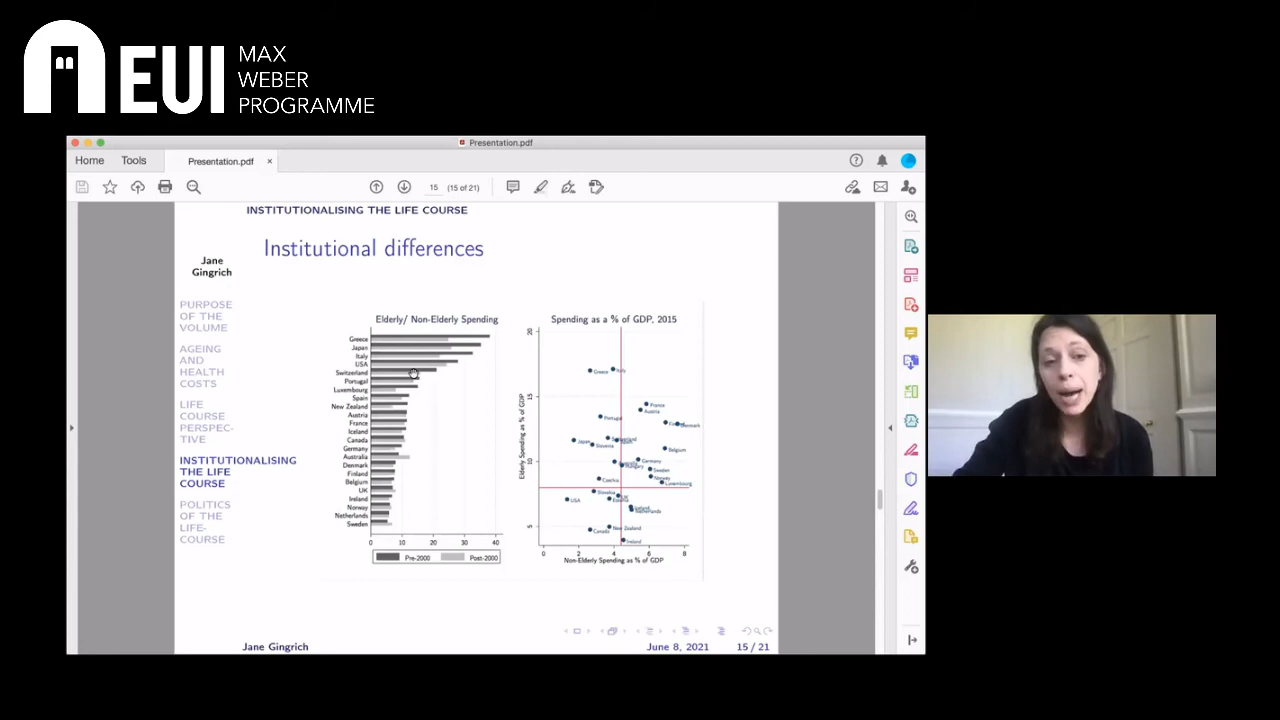 EUI
MAX
WEBER
PROGRAMME
Presentation.pdf
Home
Tools
Presentation.pdf
×
15
(15 of 21)
INSTITUTIONALISING THE LIFE COURSE
Institutional differences
Jane
Gingrich
PURPOSE
OF THE
VOLUME
AGEING
AND
HEALTH
COSTS
LIFE
COURSE
PERSPEC-
TIVE
INSTITUTIONALISING
THE LIFE
COURSE
POLITICS
OF THE
LIFE-
COURSE
Elderly/ Non-Elderly Spending
Greece
Japan
Italy
USA
Switzerland
Portugal
Luxembourg
Spain
New Zealand
Austria
France
Iceland
Canada
Germany
Australia
Denmark
Finland
Belgium
UK
Ireland
Norway
Netherlands
Sweden
0 10 20 30 40
Pre-2000 Post-2000
Spending as a % of GDP, 2015
Elderly Spending as % of GDP
20
15
10
5
Greece
Italy
France
Austria
Portugal
Denmark
Japan
Slovenia
Belgium
Germany
Hungary
Sweden
Norway
Czechia
Luxembourg
Slovakia
USA
UK
Estonia
Iceland
Netherlands
New Zealand
Canada
Ireland
0 2 4 6 8
Non-Elderly Spending as % of GDP
Jane Gingrich
June 8, 2021
15 / 21